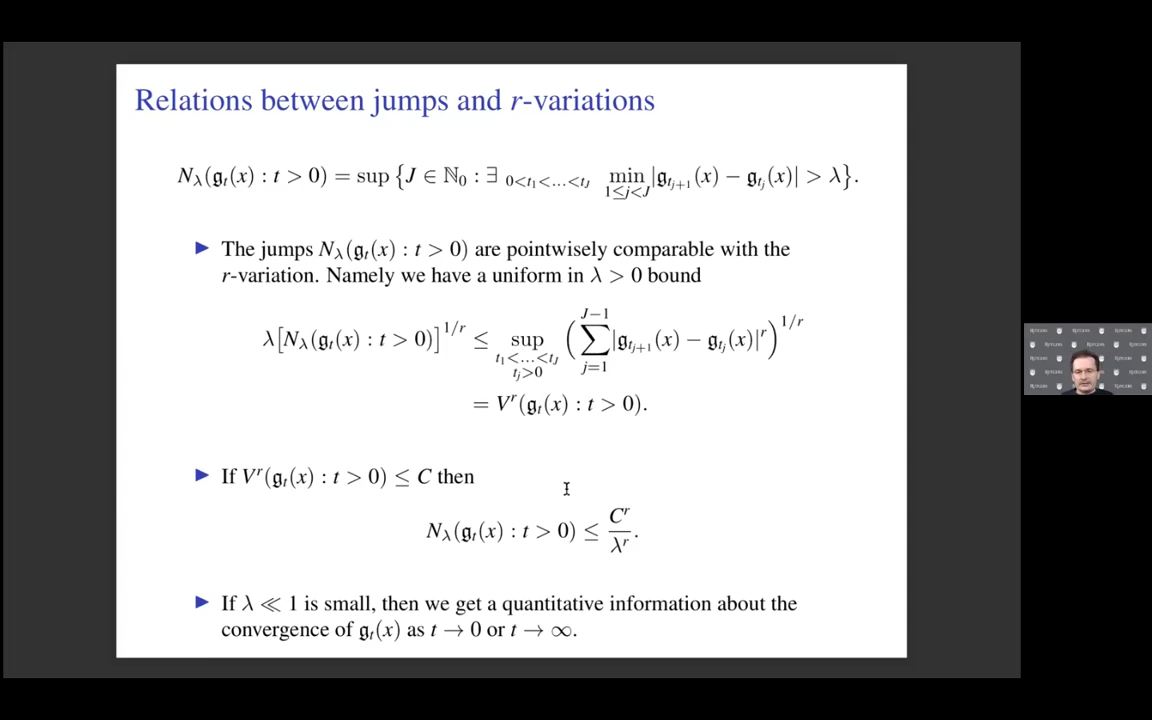 Relations between jumps and r-variations
N_λ(𝔤_t(x) : t > 0) = sup {J ∈ ℕ_0 : ∃ _{0<t_1<...<t_J} min_{1≤j<J} |𝔤_{t_{j+1}}(x) − 𝔤_{t_j}(x)| > λ}.
▶ The jumps N_λ(𝔤_t(x) : t > 0) are pointwisely comparable with the
r-variation. Namely we have a uniform in λ > 0 bound
λ[N_λ(𝔤_t(x) : t > 0)]^{1/r} ≤ sup_{t_1<...<t_J, t_j>0} (∑_{j=1}^{J−1} |𝔤_{t_{j+1}}(x) − 𝔤_{t_j}(x)|^r)^{1/r}
= V^r(𝔤_t(x) : t > 0).
▶ If V^r(𝔤_t(x) : t > 0) ≤ C then
N_λ(𝔤_t(x) : t > 0) ≤ C^r/λ^r.
▶ If λ ≪ 1 is small, then we get a quantitative information about the
convergence of 𝔤_t(x) as t → 0 or t → ∞.